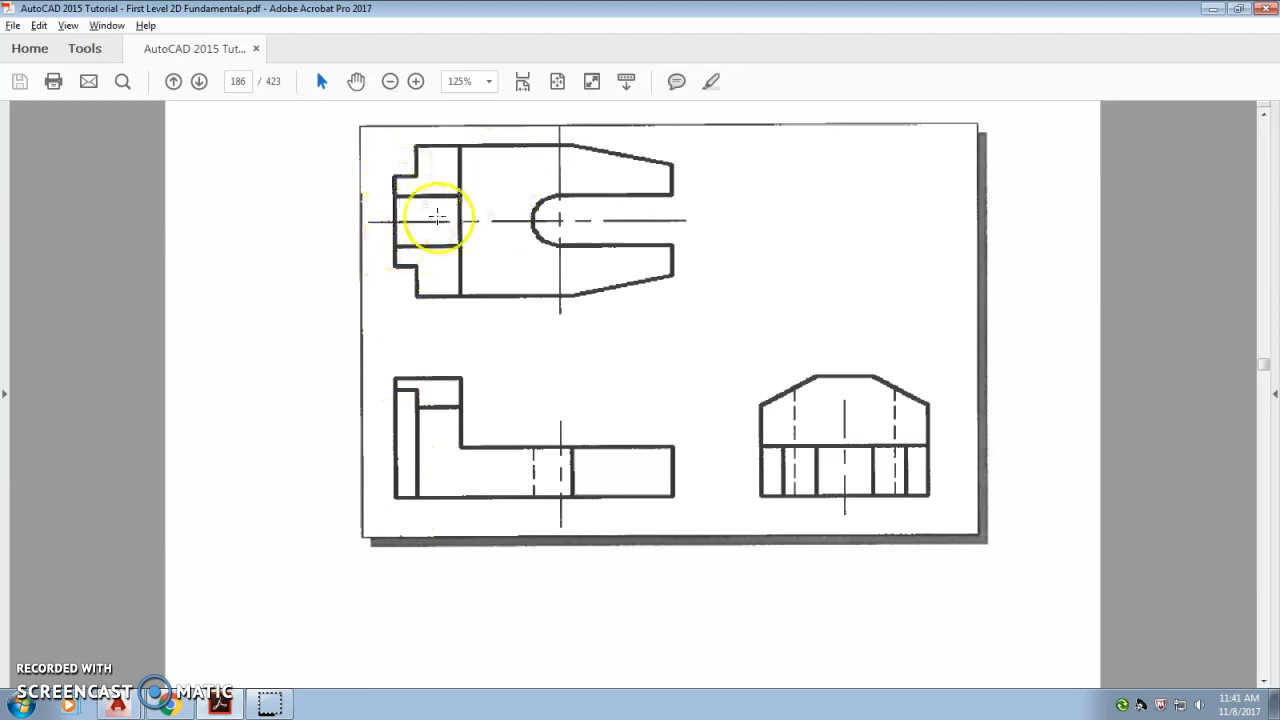 AutoCAD 2015 Tutorial - First Level 2D Fundamentals.pdf - Adobe Acrobat Pro 2017
File Edit View Window Help
Home Tools AutoCAD 2015 Tut... ×
186 / 423 125%
RECORDED WITH
SCREENCAST MATIC
11:41 AM
11/8/2017